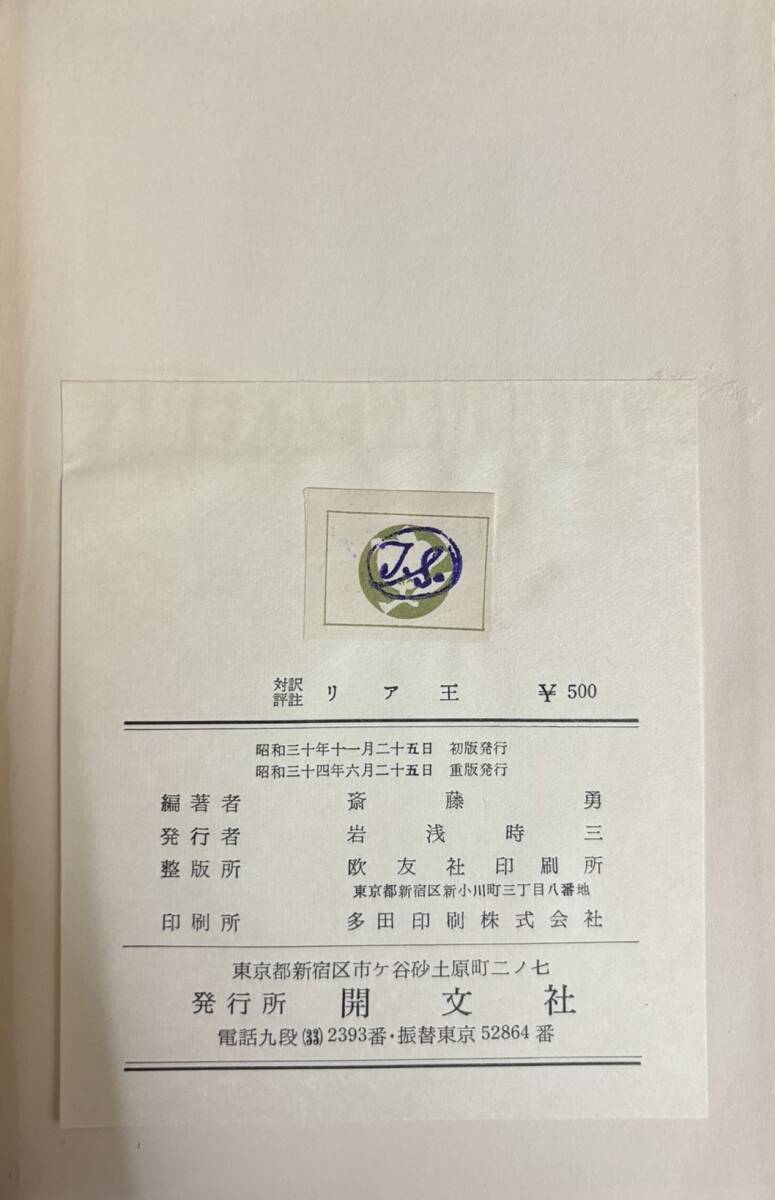 T.S.
対訳評註 リア王 ¥ 500
昭和三十年十一月二十五日 初版発行
昭和三十四年六月二十五日 重版発行
編著者 斎藤勇
発行者 岩浅時三
整版所 欧友社印刷所
東京都新宿区新小川町三丁目八番地
印刷所 多田印刷株式会社
東京都新宿区市ケ谷砂土原町二ノ七
発行所 開文社
電話九段(33)2393番・振替東京52864番